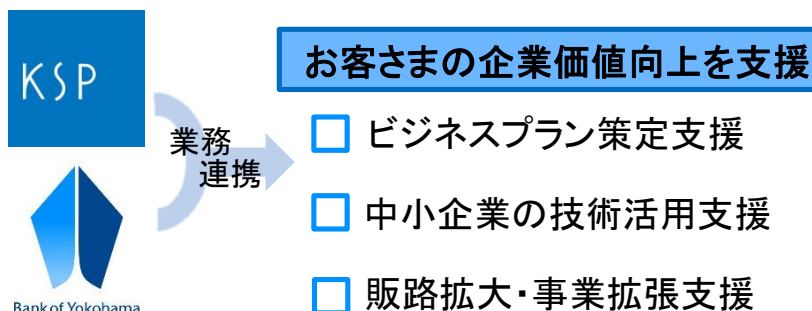 KSP
お客さまの企業価値向上を支援
業務
連携
ビジネスプラン策定支援
中小企業の技術活用支援
販路拡大・事業拡張支援
Bank of Yokohama